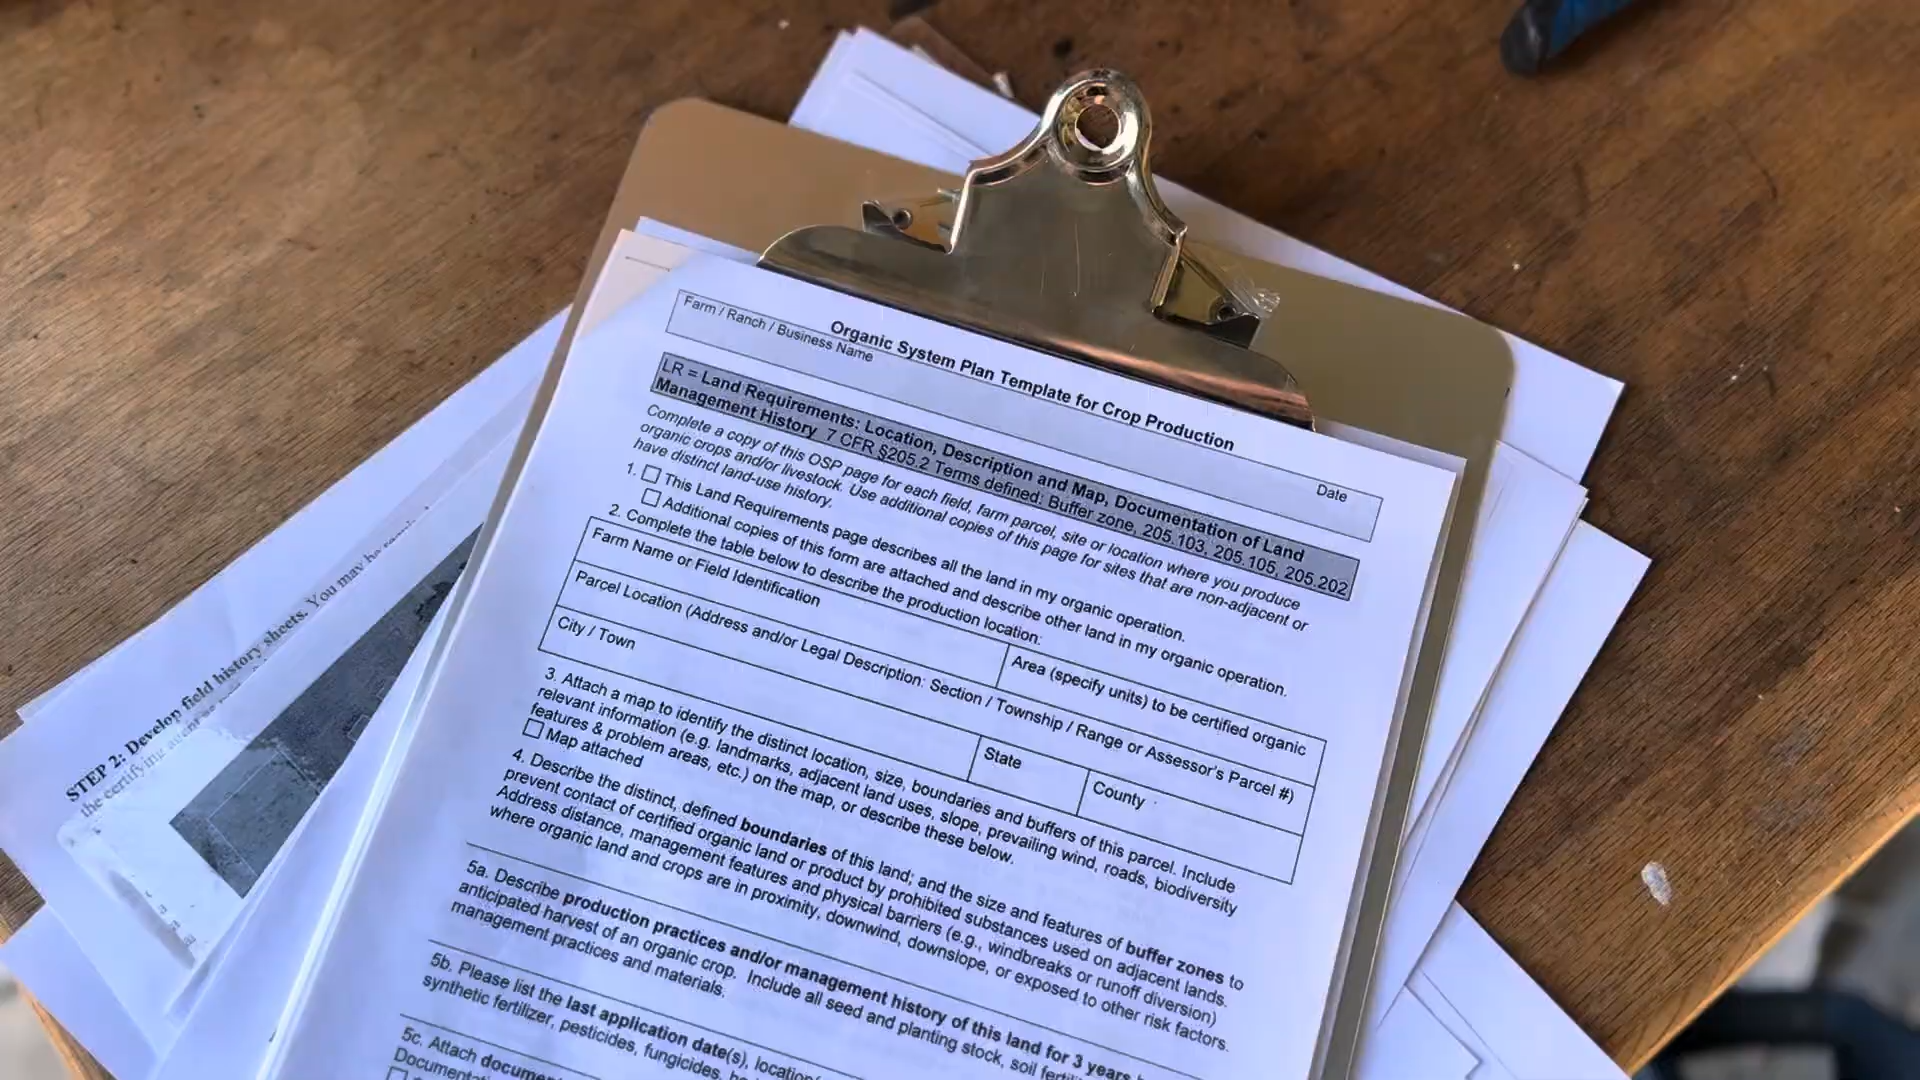 Organic System Plan Template for Crop Production
Farm / Ranch / Business Name
Date
LR = Land Requirements: Location, Description and Map, Documentation of Land
Management History 7 CFR §205.2 Terms defined: Buffer zone, 205.103, 205.105, 205.202
Complete a copy of this OSP page for each field, farm parcel, site or location where you produce
organic crops and/or livestock. Use additional copies of this page for sites that are non-adjacent or
have distinct land-use history.
1. ☐ This Land Requirements page describes all the land in my organic operation.
☐ Additional copies of this form are attached and describe other land in my organic operation.
2. Complete the table below to describe the production location:
Farm Name or Field Identification
Area (specify units) to be certified organic
Parcel Location (Address and/or Legal Description: Section / Township / Range or Assessor's Parcel #)
City / Town
State
County
3. Attach a map to identify the distinct location, size, boundaries and buffers of this parcel. Include
relevant information (e.g. landmarks, adjacent land uses, slope, prevailing wind, roads, biodiversity
features & problem areas, etc.) on the map, or describe these below.
☐ Map attached
4. Describe the distinct, defined boundaries of this land; and the size and features of buffer zones to
prevent contact of certified organic land or product by prohibited substances used on adjacent lands.
Address distance, management features and physical barriers (e.g., windbreaks or runoff diversion)
where organic land and crops are in proximity, downwind, downslope, or exposed to other risk factors.
5a. Describe production practices and/or management history of this land for 3 years
anticipated harvest of an organic crop. Include all seed and planting stock, soil
management practices and materials.
5b. Please list the last application date(s),
synthetic fertilizer, pesticides, fungicides,
5c. Attach
STEP 2: Develop field history sheets. You may be
the certifying